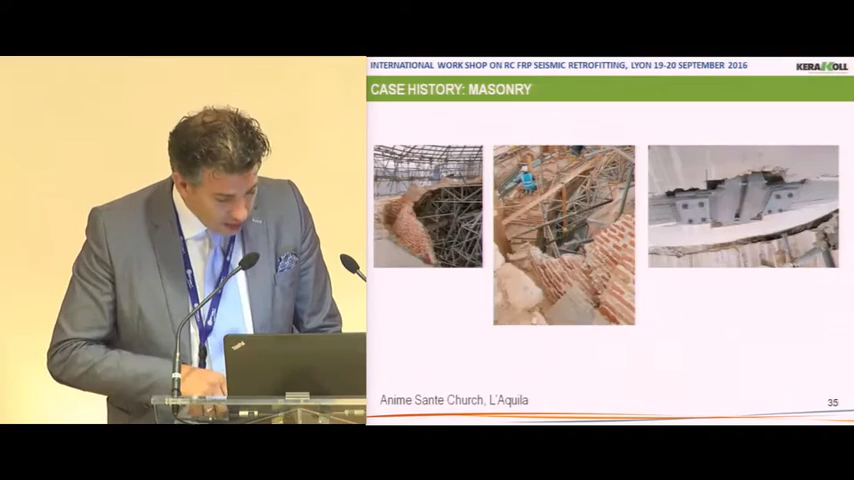 INTERNATIONAL WORK SHOP ON RC FRP SEISMIC RETROFITTING, LYON 19-20 SEPTEMBER 2016
KERAKOLL
CASE HISTORY: MASONRY
ThinkPad
Anime Sante Church, L'Aquila
35